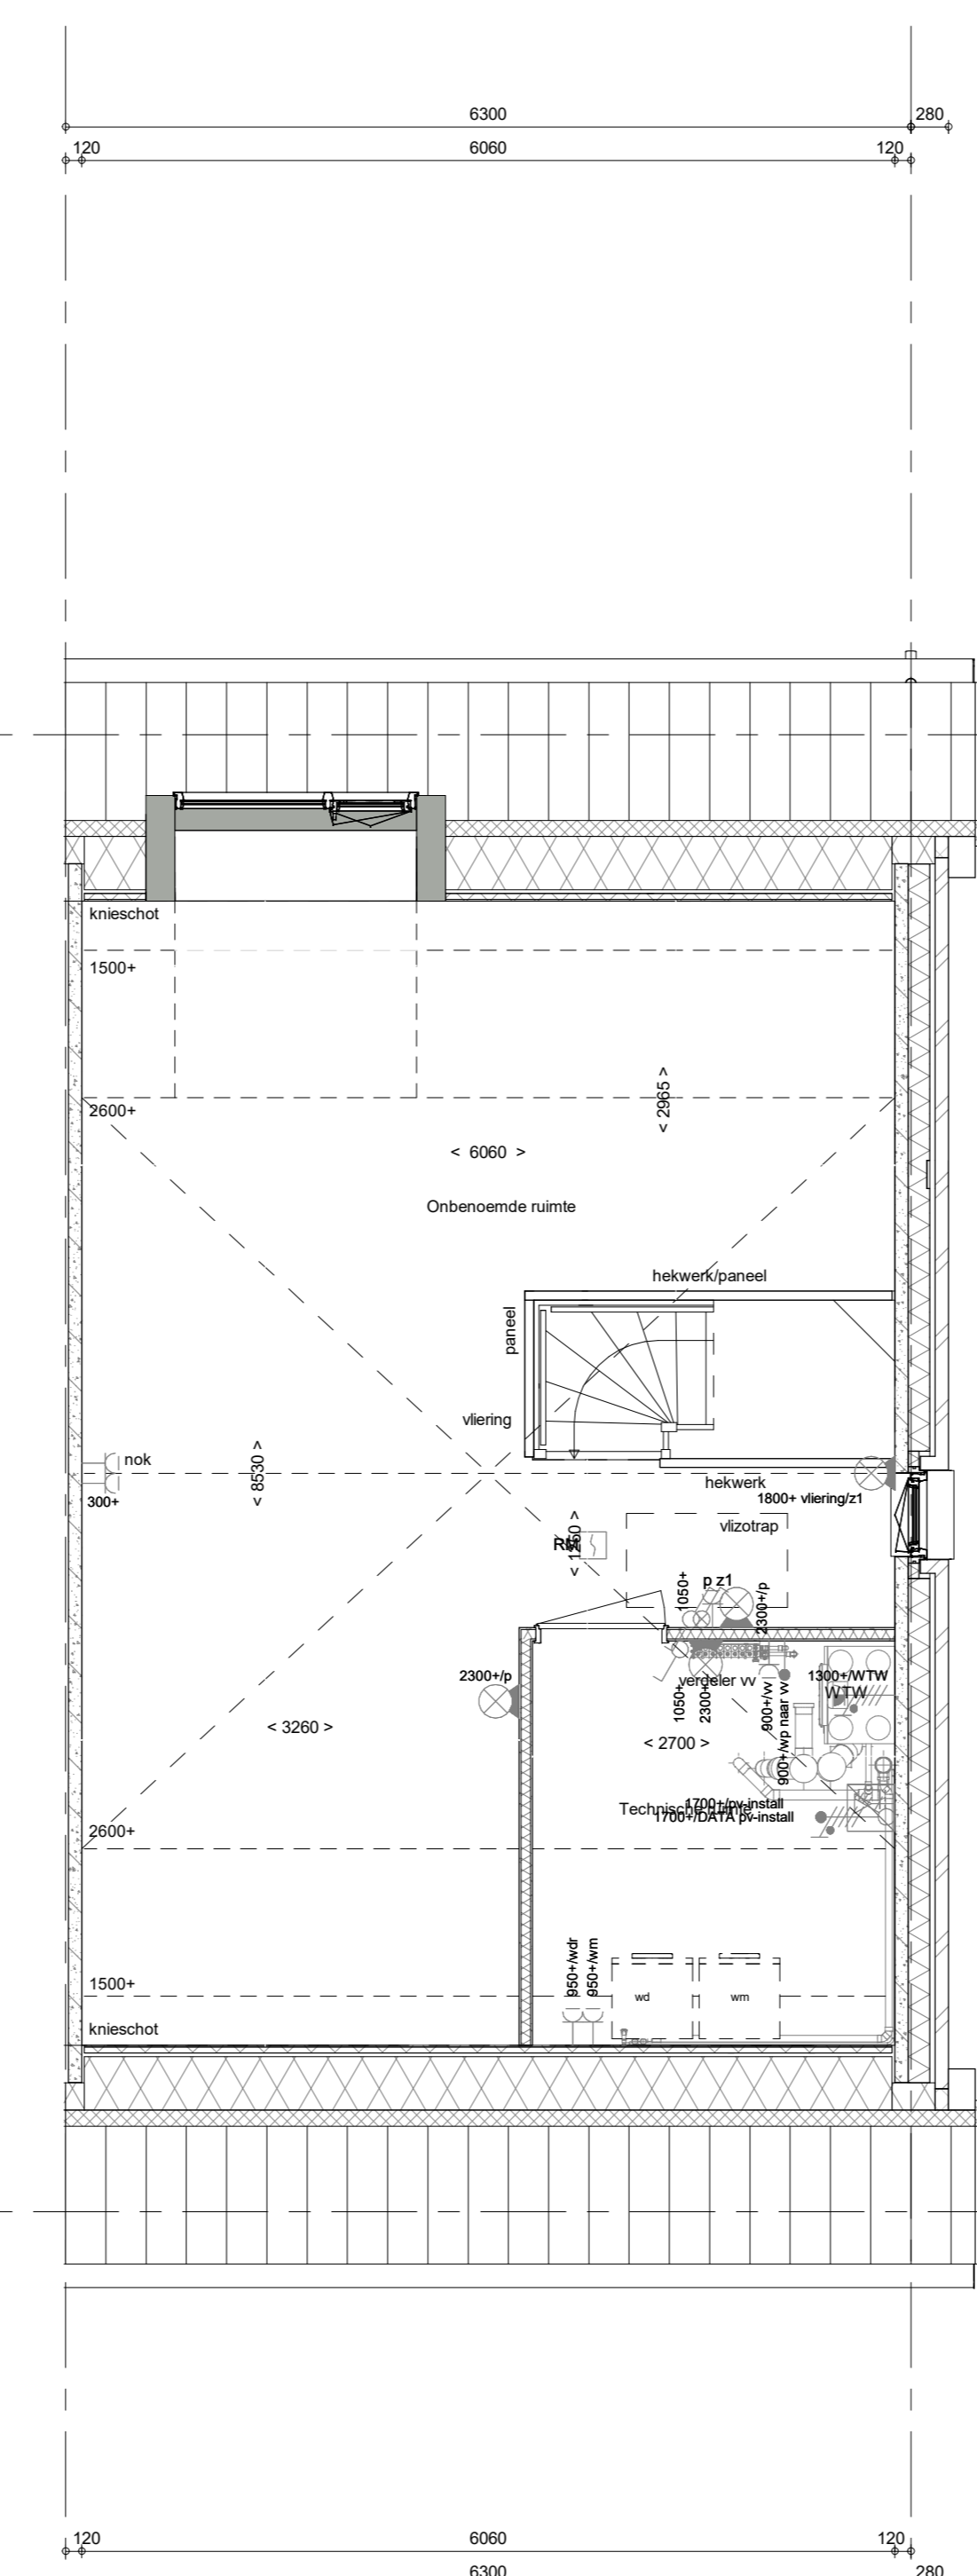 6300
280
120
6060
120
knieschot
1500+
2600+
< 2965 >
< 6060 >
Onbenoemde ruimte
hekwerk/paneel
paneel
vliering
nok
< 8530 >
hekwerk
300+
1800+ vliering/z1
vlizotrap
< 1250 >
p z1
1050+
2300+/p
2300+/p
verdeler vv
1300+/WTW
WTW
1050+
2300+
900+/w
900+/wp naar w
< 3260 >
< 2700 >
1700+/pv-install
Technische ruimte
1700+/DATA pv-install
2600+
950+/wdr
950+/wm
1500+
wd
wm
knieschot
120
6060
120
6300
280